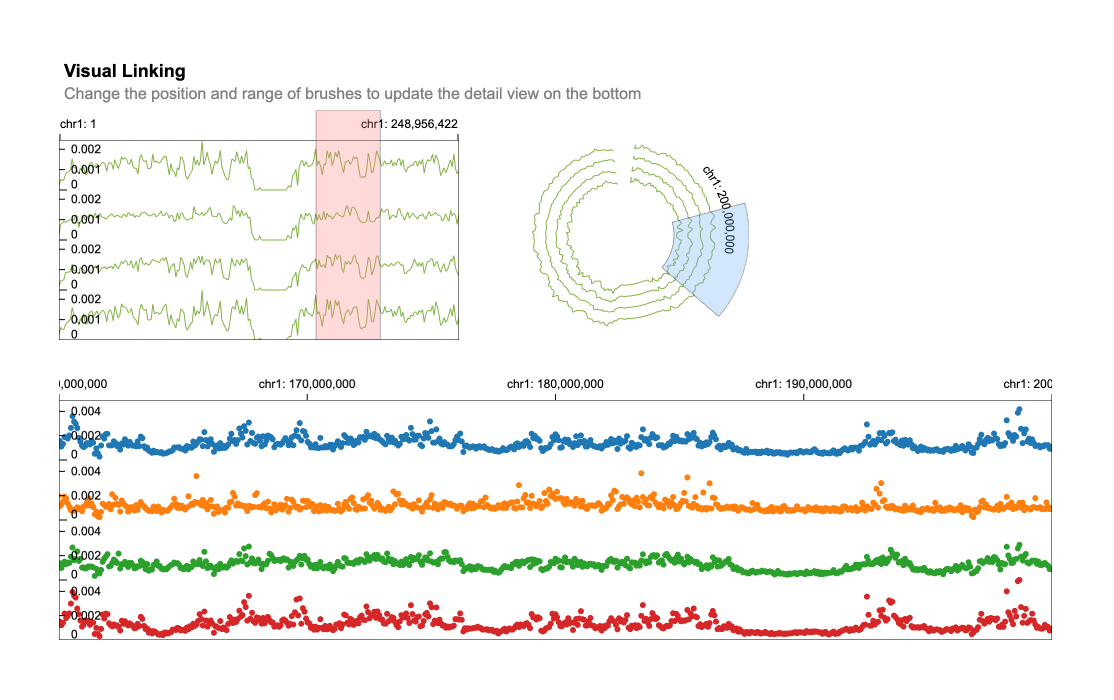 Visual Linking
Change the position and range of brushes to update the detail view on the bottom
chr1: 1
chr1: 248,956,422
0.002
0.001
0
0.002
0.001
0
0.002
0.001
0
0.002
0.001
0
chr1: 200,000,000
0,000,000
chr1: 170,000,000
chr1: 180,000,000
chr1: 190,000,000
chr1: 200
0.004
0.002
0
0.004
0.002
0
0.004
0.002
0
0.004
0.002
0